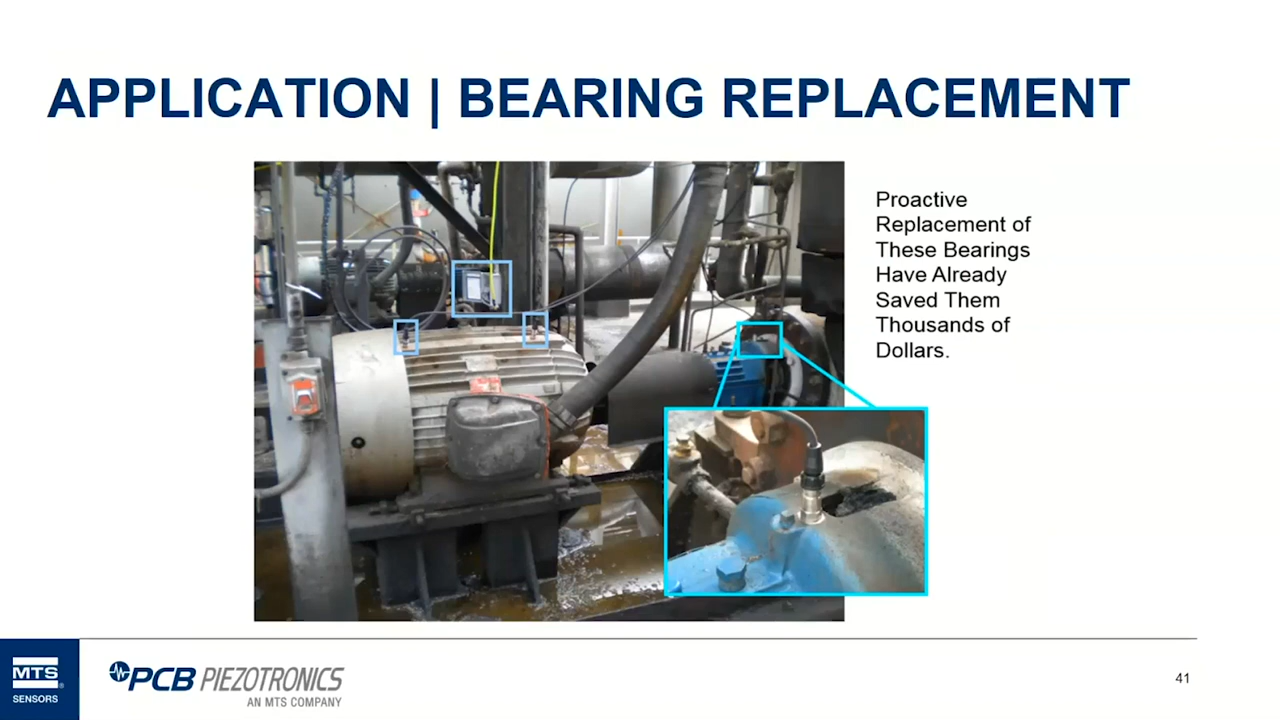 APPLICATION | BEARING REPLACEMENT
Proactive
Replacement of
These Bearings
Have Already
Saved Them
Thousands of
Dollars.
MTS
SENSORS
PCB PIEZOTRONICS
AN MTS COMPANY
41